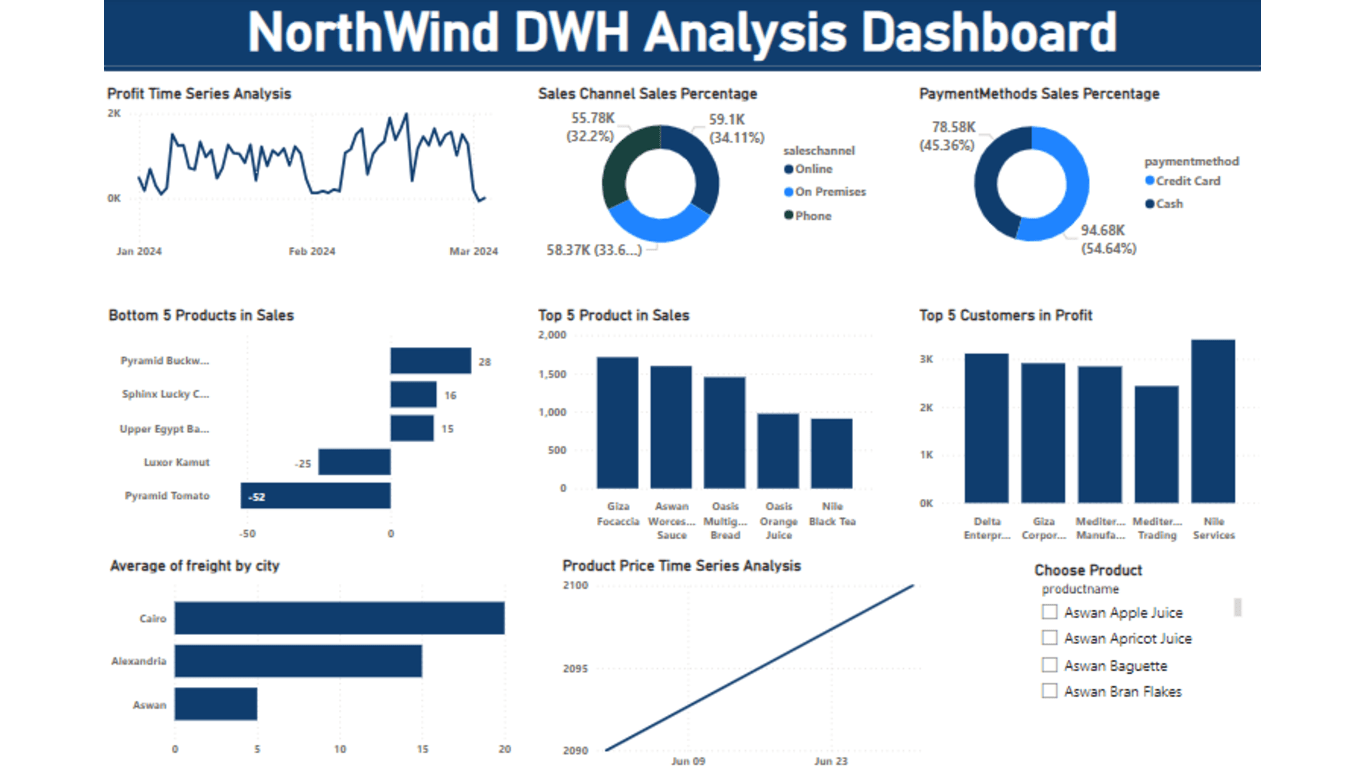 NorthWind DWH Analysis Dashboard
Profit Time Series Analysis
2K
0K
Jan 2024
Feb 2024
Mar 2024
Sales Channel Sales Percentage
55.78K
(32.2%)
59.1K
(34.11%)
58.37K (33.6...)
saleschannel
Online
On Premises
Phone
PaymentMethods Sales Percentage
78.58K
(45.36%)
94.68K
(54.64%)
paymentmethod
Credit Card
Cash
Bottom 5 Products in Sales
Pyramid Buckw...
28
Sphinx Lucky C...
16
Upper Egypt Ba...
15
Luxor Kamut
-25
Pyramid Tomato
-52
-50
0
Top 5 Product in Sales
2,000
1,500
1,000
500
0
Giza
Focaccia
Aswan
Worces...
Sauce
Oasis
Multig...
Bread
Oasis
Orange
Juice
Nile
Black Tea
Top 5 Customers in Profit
3K
2K
1K
0K
Delta
Enterpr...
Giza
Corpor...
Mediter...
Manufa...
Mediter...
Trading
Nile
Services
Average of freight by city
Cairo
Alexandria
Aswan
0
5
10
15
20
Product Price Time Series Analysis
2100
2095
2090
Jun 09
Jun 23
Choose Product
productname
Aswan Apple Juice
Aswan Apricot Juice
Aswan Baguette
Aswan Bran Flakes